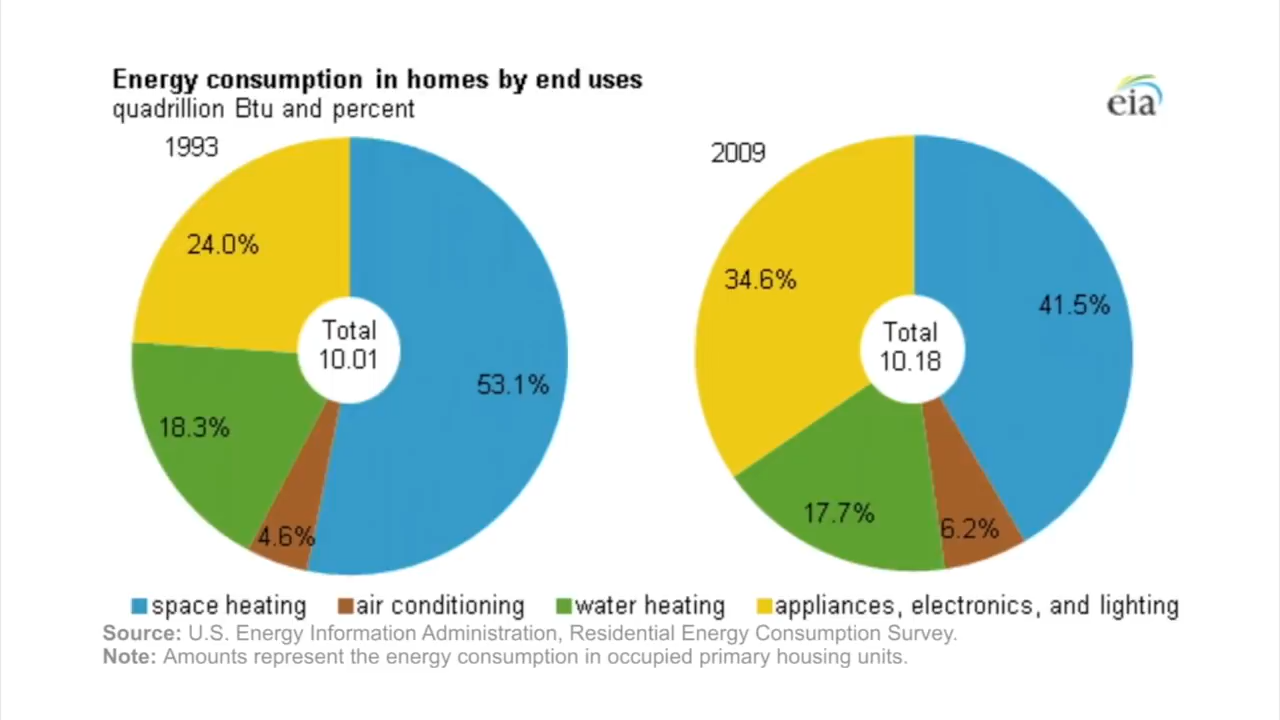 Energy consumption in homes by end uses
quadrillion Btu and percent
eia
1993
24.0%
18.3%
4.6%
53.1%
Total
10.01
2009
34.6%
17.7%
6.2%
41.5%
Total
10.18
space heating air conditioning water heating appliances, electronics, and lighting
Source: U.S. Energy Information Administration, Residential Energy Consumption Survey.
Note: Amounts represent the energy consumption in occupied primary housing units.